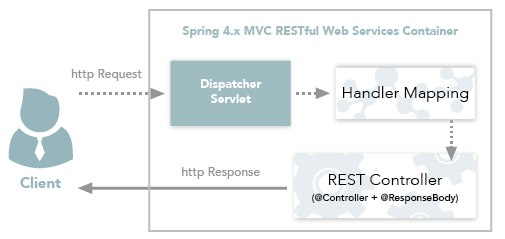 Spring 4.x MVC RESTful Web Services Container
http Request
Dispatcher
Servlet
Handler Mapping
Client
http Response
REST Controller
(@Controller + @ResponseBody)